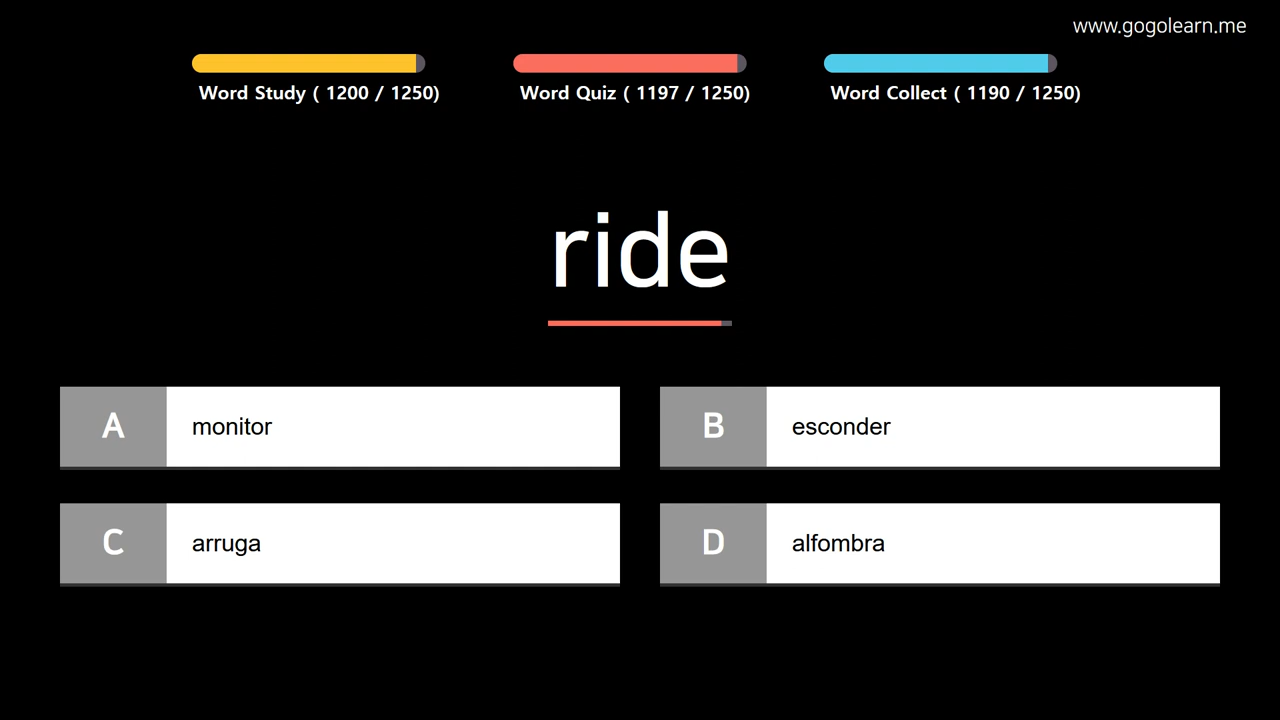 www.gogolearn.me
Word Study ( 1200 / 1250)
Word Quiz ( 1197 / 1250)
Word Collect ( 1190 / 1250)
ride
A monitor
B esconder
C arruga
D alfombra